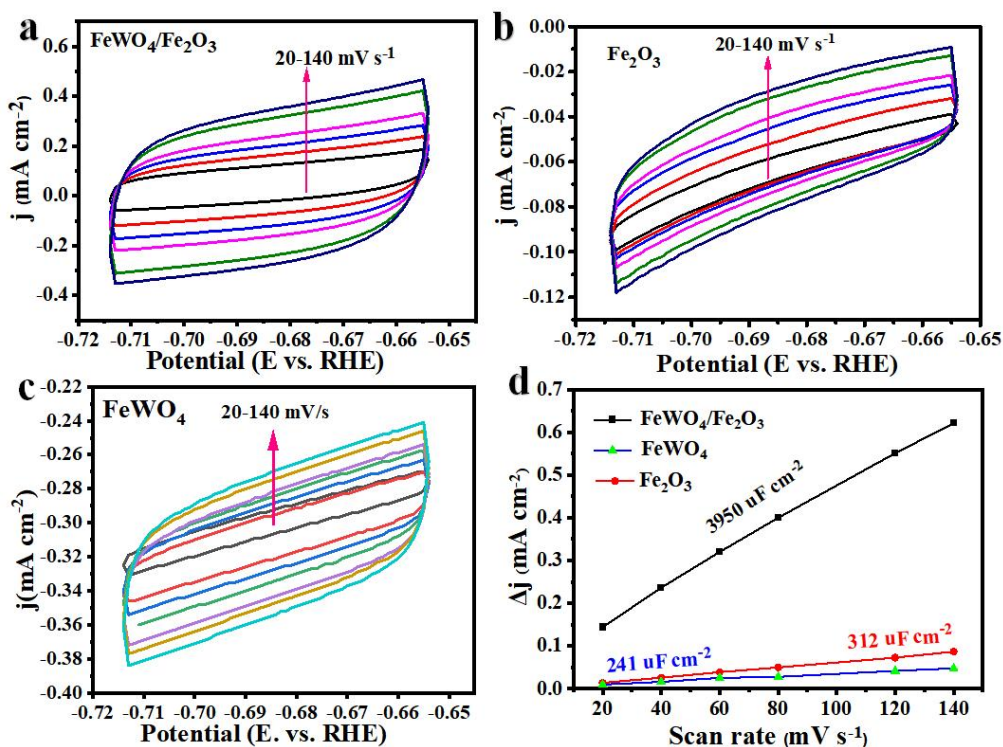 a
FeWO₄/Fe₂O₃
20-140 mV s⁻¹
0.6
0.4
0.2
0.0
-0.2
-0.4
j (mA cm⁻²)
-0.72 -0.71 -0.70 -0.69 -0.68 -0.67 -0.66 -0.65
Potential (E vs. RHE)
b
Fe₂O₃
20-140 mV s⁻¹
0.00
-0.02
-0.04
-0.06
-0.08
-0.10
-0.12
j (mA cm⁻²)
-0.72 -0.71 -0.70 -0.69 -0.68 -0.67 -0.66 -0.65
Potential (E vs. RHE)
c
FeWO₄
20-140 mV/s
-0.22
-0.24
-0.26
-0.28
-0.30
-0.32
-0.34
-0.36
-0.38
-0.40
j(mA cm⁻²)
-0.72 -0.71 -0.70 -0.69 -0.68 -0.67 -0.66 -0.65
Potential (E. vs. RHE)
d
FeWO₄/Fe₂O₃
FeWO₄
Fe₂O₃
3950 uF cm⁻²
312 uF cm⁻²
241 uF cm⁻²
0.7
0.6
0.5
0.4
0.3
0.2
0.1
0.0
Δj (mA cm⁻²)
20 40 60 80 100 120 140
Scan rate (mV s⁻¹)